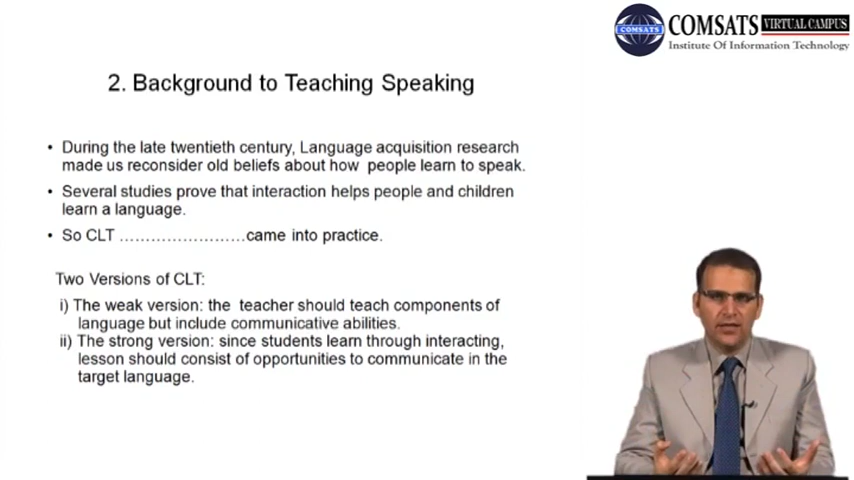 COMSATS VIRTUAL CAMPUS
COMSATS
Institute Of Information Technology
2. Background to Teaching Speaking
• During the late twentieth century, Language acquisition research
made us reconsider old beliefs about how people learn to speak.
• Several studies prove that interaction helps people and children
learn a language.
• So CLT ……………………came into practice.
Two Versions of CLT:
i) The weak version: the teacher should teach components of
language but include communicative abilities.
ii) The strong version: since students learn through interacting,
lesson should consist of opportunities to communicate in the
target language.